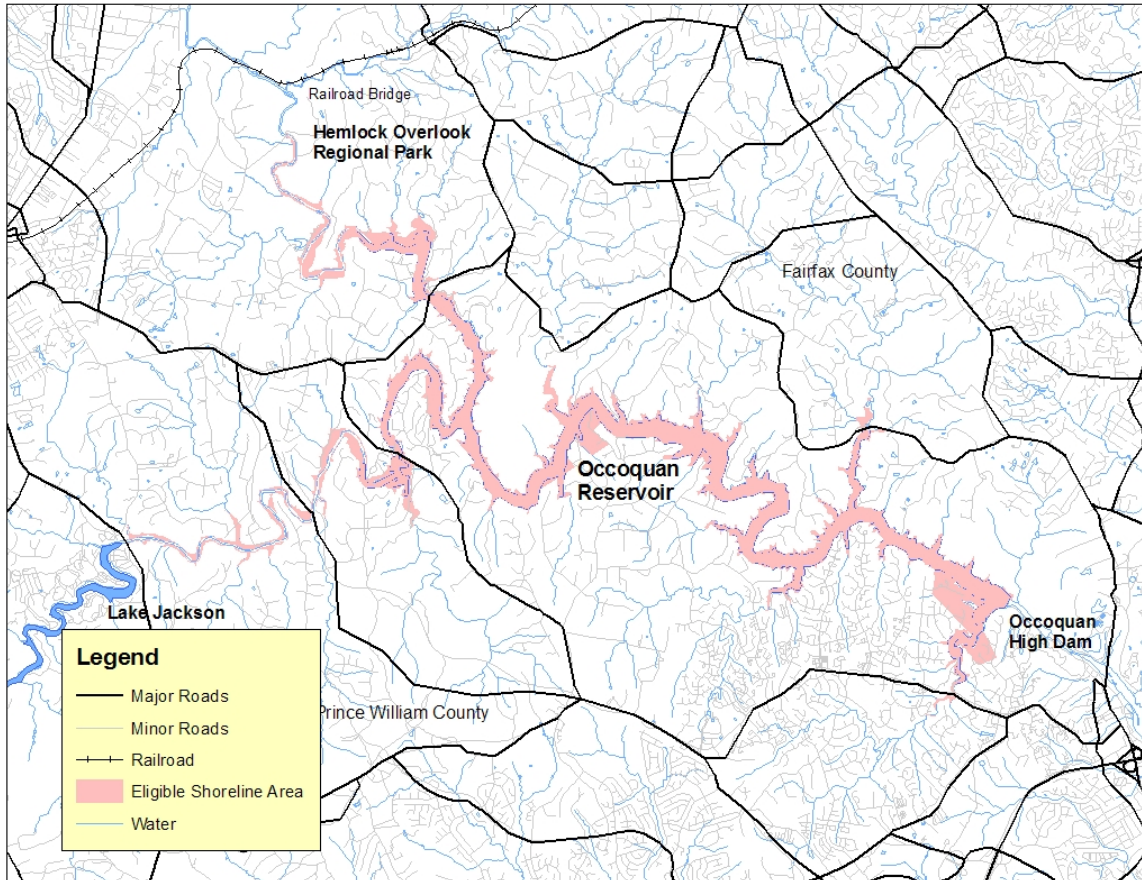 Railroad Bridge
Hemlock Overlook
Regional Park
Fairfax County
Occoquan
Reservoir
Lake Jackson
Occoquan
High Dam
Prince William County
Legend
Major Roads
Minor Roads
Railroad
Eligible Shoreline Area
Water